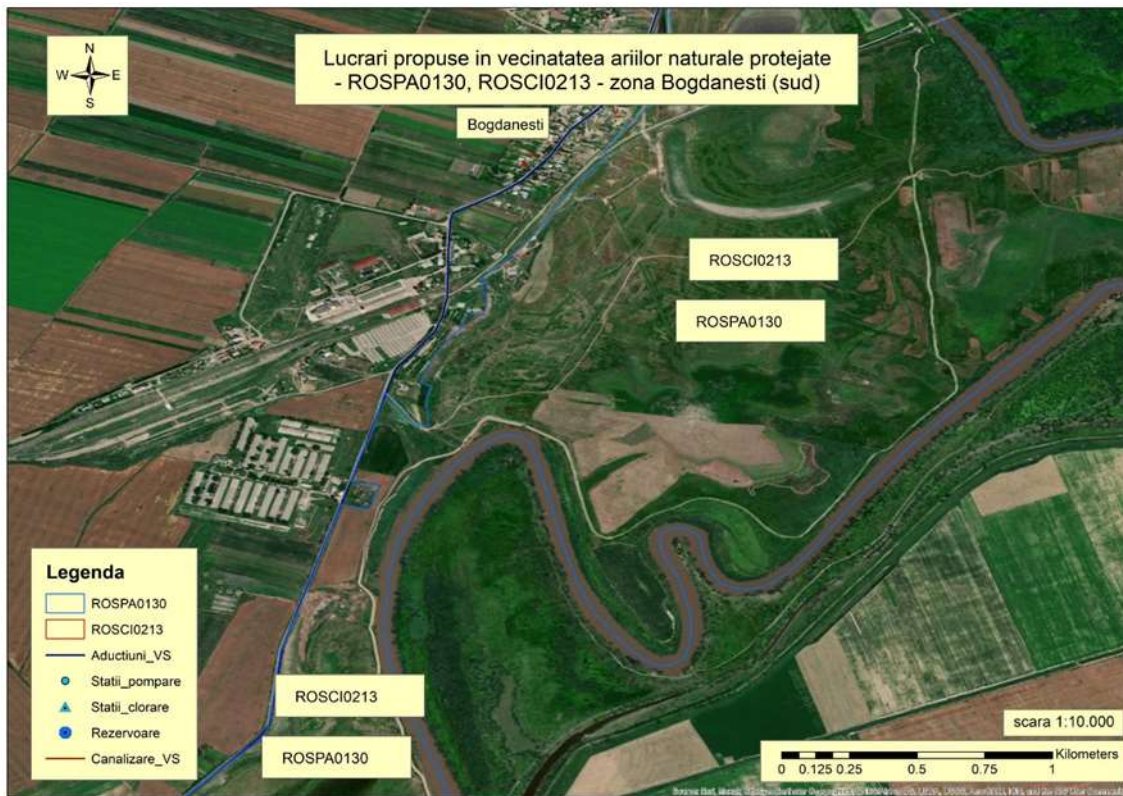 N
W E
S
Lucrari propuse in vecinatatea ariilor naturale protejate
- ROSPA0130, ROSCI0213 - zona Bogdanesti (sud)
Bogdanesti
ROSCI0213
ROSPA0130
Legenda
ROSPA0130
ROSCI0213
Aductiuni_VS
Statii_pompare
Statii_clorare
Rezervoare
Canalizare_VS
ROSCI0213
ROSPA0130
scara 1:10.000
Kilometers
0 0.125 0.25 0.5 0.75 1